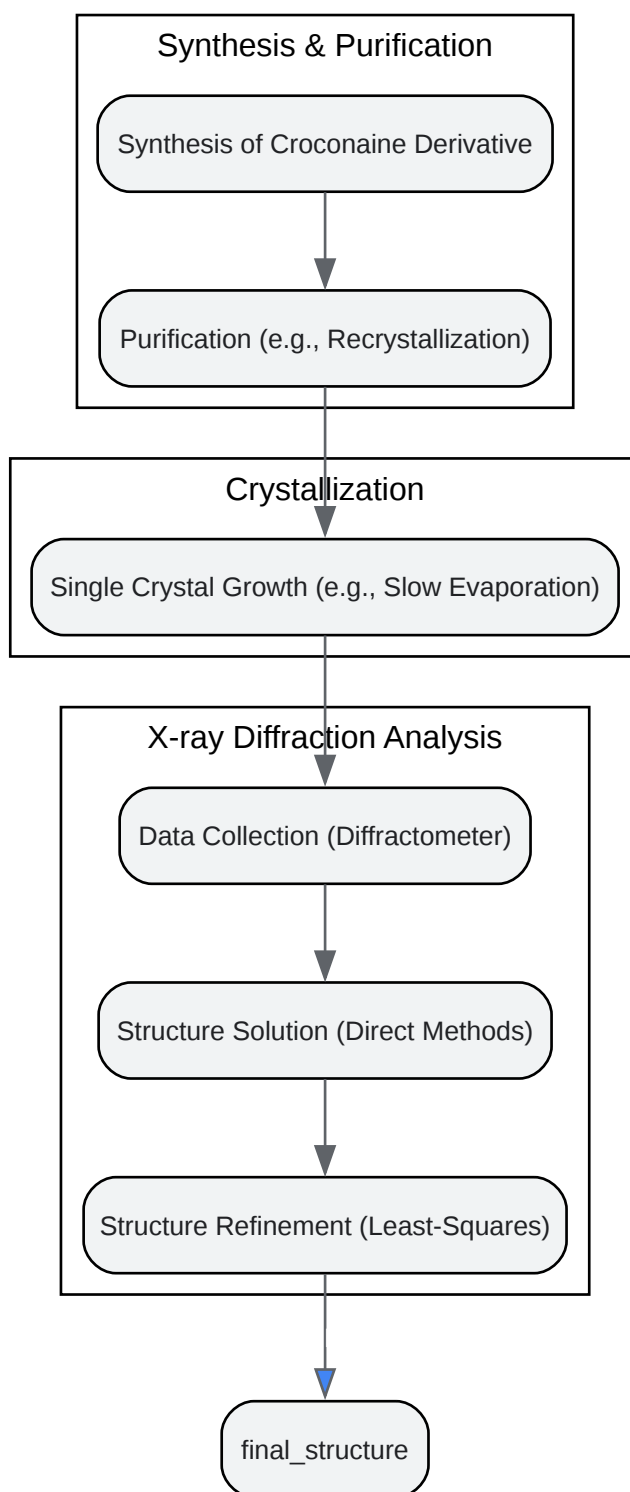 Synthesis & Purification
Synthesis of Croconaine Derivative
Purification (e.g., Recrystallization)
Crystallization
Single Crystal Growth (e.g., Slow Evaporation)
X-ray Diffraction Analysis
Data Collection (Diffractometer)
Structure Solution (Direct Methods)
Structure Refinement (Least-Squares)
final_structure